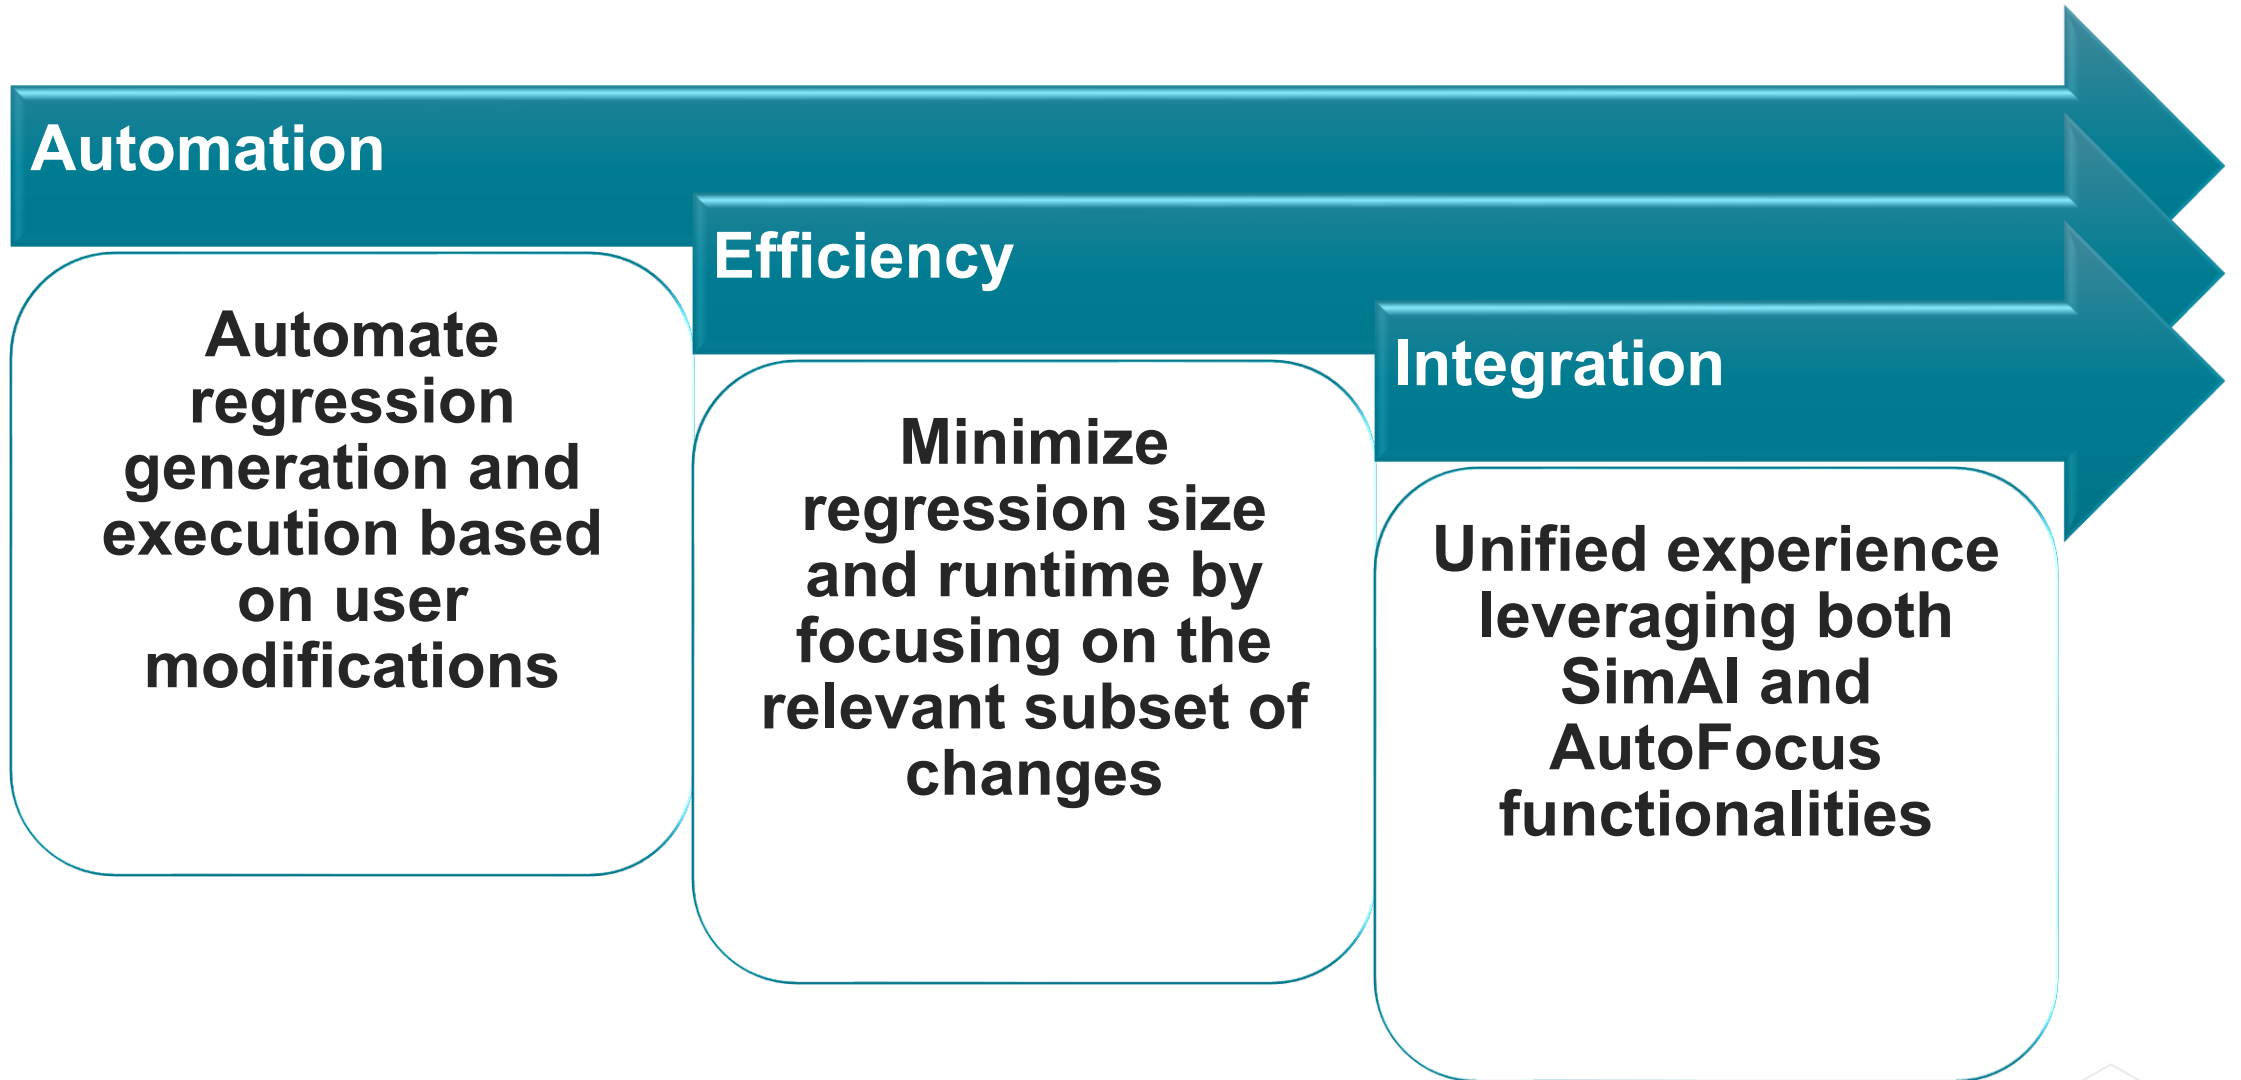 Automation
Automate
regression
generation and
execution based
on user
modifications
Efficiency
Minimize
regression size
and runtime by
focusing on the
relevant subset of
changes
Integration
Unified experience
leveraging both
SimAI and
AutoFocus
functionalities